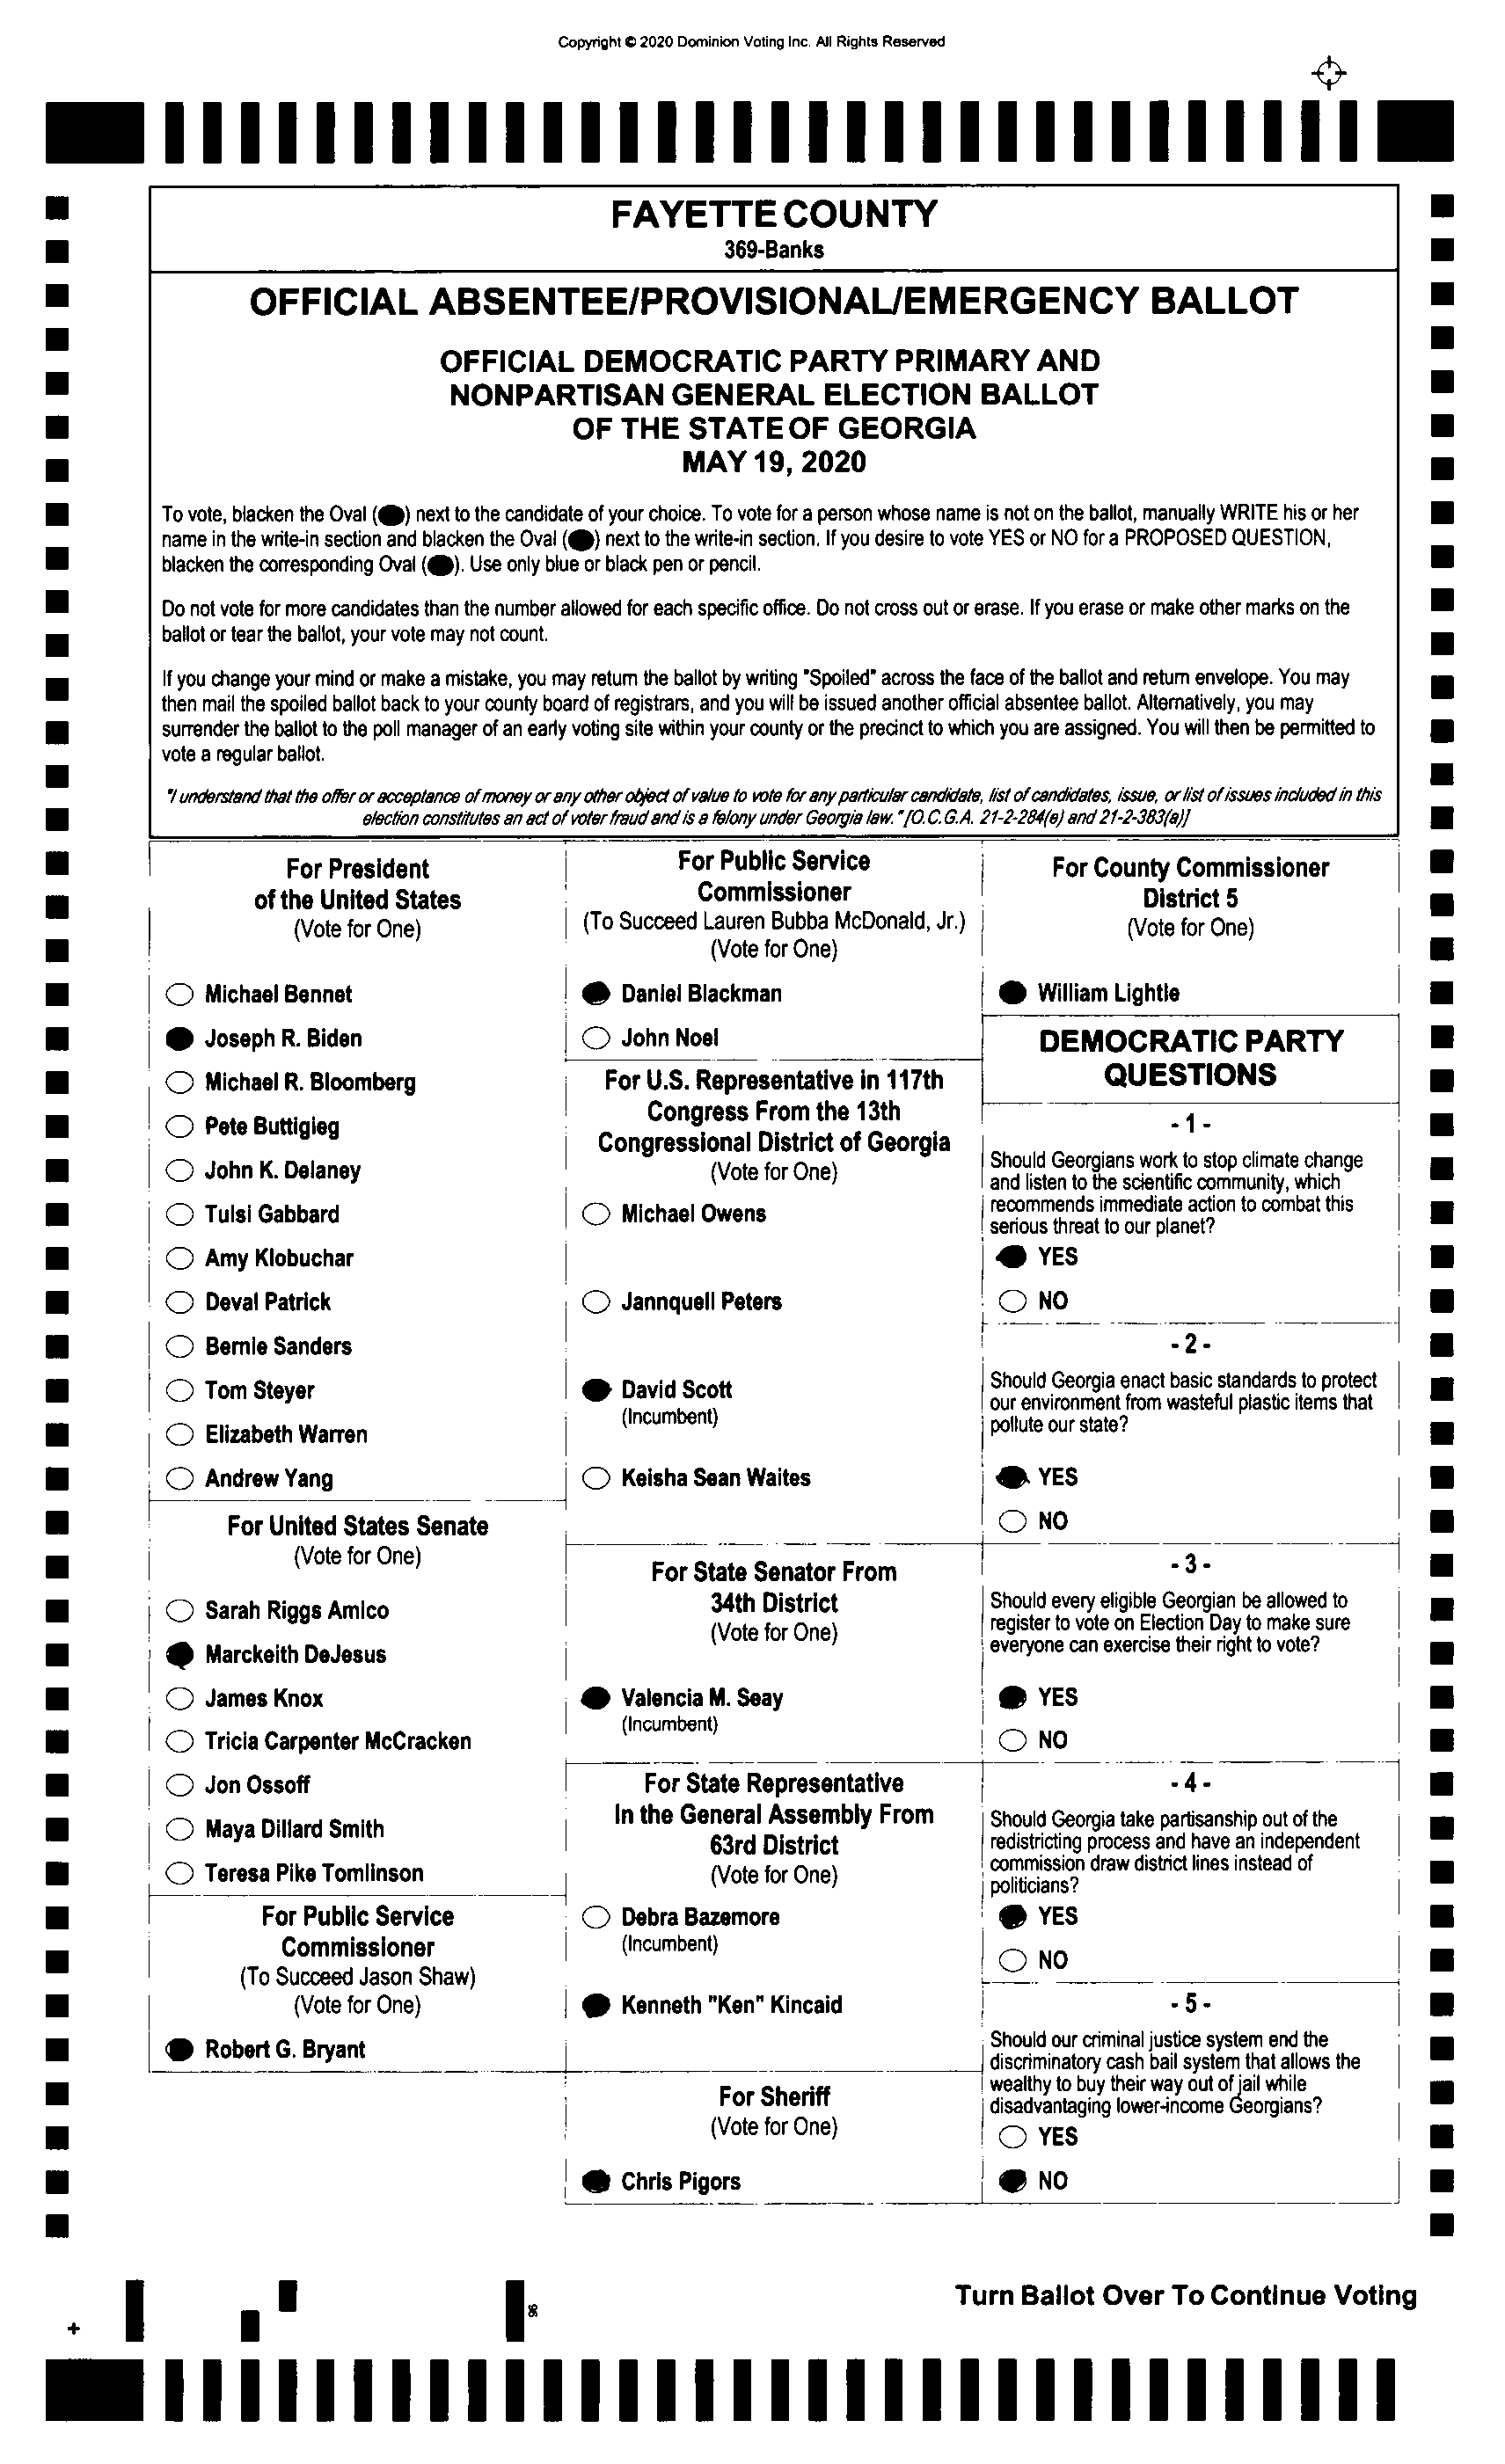 Copyright © 2020 Dominion Voting Inc. All Rights Reserved
FAYETTE COUNTY
369-Banks
OFFICIAL ABSENTEE/PROVISIONAL/EMERGENCY BALLOT
OFFICIAL DEMOCRATIC PARTY PRIMARY AND
NONPARTISAN GENERAL ELECTION BALLOT
OF THE STATE OF GEORGIA
MAY 19, 2020
To vote, blacken the Oval (●) next to the candidate of your choice. To vote for a person whose name is not on the ballot, manually WRITE his or her
name in the write-in section and blacken the Oval (●) next to the write-in section. If you desire to vote YES or NO for a PROPOSED QUESTION,
blacken the corresponding Oval (●). Use only blue or black pen or pencil.
Do not vote for more candidates than the number allowed for each specific office. Do not cross out or erase. If you erase or make other marks on the
ballot or tear the ballot, your vote may not count.
If you change your mind or make a mistake, you may return the ballot by writing "Spoiled" across the face of the ballot and return envelope. You may
then mail the spoiled ballot back to your county board of registrars, and you will be issued another official absentee ballot. Alternatively, you may
surrender the ballot to the poll manager of an early voting site within your county or the precinct to which you are assigned. You will then be permitted to
vote a regular ballot.
"I understand that the offer or acceptance of money or any other object of value to vote for any particular candidate, list of candidates, issue, or list of issues included in this
election constitutes an act of voter fraud and is a felony under Georgia law." [O.C.G.A. 21-2-284(e) and 21-2-383(a)]
For President
of the United States
(Vote for One)
Michael Bennet
Joseph R. Biden
Michael R. Bloomberg
Pete Buttigieg
John K. Delaney
Tulsi Gabbard
Amy Klobuchar
Deval Patrick
Bernie Sanders
Tom Steyer
Elizabeth Warren
Andrew Yang
For United States Senate
(Vote for One)
Sarah Riggs Amico
Marckeith DeJesus
James Knox
Tricia Carpenter McCracken
Jon Ossoff
Maya Dillard Smith
Teresa Pike Tomlinson
For Public Service
Commissioner
(To Succeed Jason Shaw)
(Vote for One)
Robert G. Bryant
For Public Service
Commissioner
(To Succeed Lauren Bubba McDonald, Jr.)
(Vote for One)
Daniel Blackman
John Noel
For U.S. Representative in 117th
Congress From the 13th
Congressional District of Georgia
(Vote for One)
Michael Owens
Jannquell Peters
David Scott
(Incumbent)
Keisha Sean Waites
For State Senator From
34th District
(Vote for One)
Valencia M. Seay
(Incumbent)
For State Representative
In the General Assembly From
63rd District
(Vote for One)
Debra Bazemore
(Incumbent)
Kenneth "Ken" Kincaid
For Sheriff
(Vote for One)
Chris Pigors
For County Commissioner
District 5
(Vote for One)
William Lightle
DEMOCRATIC PARTY
QUESTIONS
- 1 -
Should Georgians work to stop climate change
and listen to the scientific community, which
recommends immediate action to combat this
serious threat to our planet?
YES
NO
- 2 -
Should Georgia enact basic standards to protect
our environment from wasteful plastic items that
pollute our state?
YES
NO
- 3 -
Should every eligible Georgian be allowed to
register to vote on Election Day to make sure
everyone can exercise their right to vote?
YES
NO
- 4 -
Should Georgia take partisanship out of the
redistricting process and have an independent
commission draw district lines instead of
politicians?
YES
NO
- 5 -
Should our criminal justice system end the
discriminatory cash bail system that allows the
wealthy to buy their way out of jail while
disadvantaging lower-income Georgians?
YES
NO
Turn Ballot Over To Continue Voting